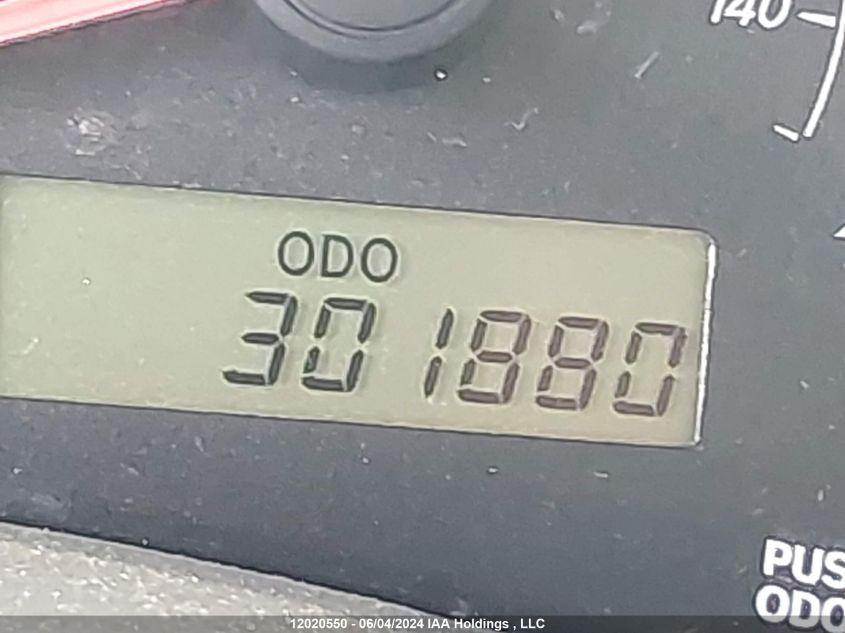 140
ODO
301880
PUS
ODO
12020550 - 06/04/2024 IAA Holdings , LLC